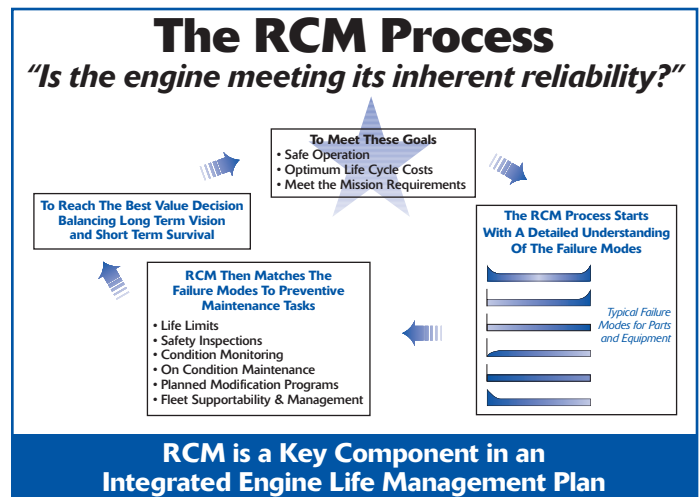 The RCM Process
“Is the engine meeting its inherent reliability?”
To Meet These Goals
• Safe Operation
• Optimum Life Cycle Costs
• Meet the Mission Requirements
The RCM Process Starts
With A Detailed Understanding
Of The Failure Modes
Typical Failure
Modes for Parts
and Equipment
RCM Then Matches The
Failure Modes To Preventive
Maintenance Tasks
• Life Limits
• Safety Inspections
• Condition Monitoring
• On Condition Maintenance
• Planned Modification Programs
• Fleet Supportability & Management
To Reach The Best Value Decision
Balancing Long Term Vision
and Short Term Survival
RCM is a Key Component in an
Integrated Engine Life Management Plan